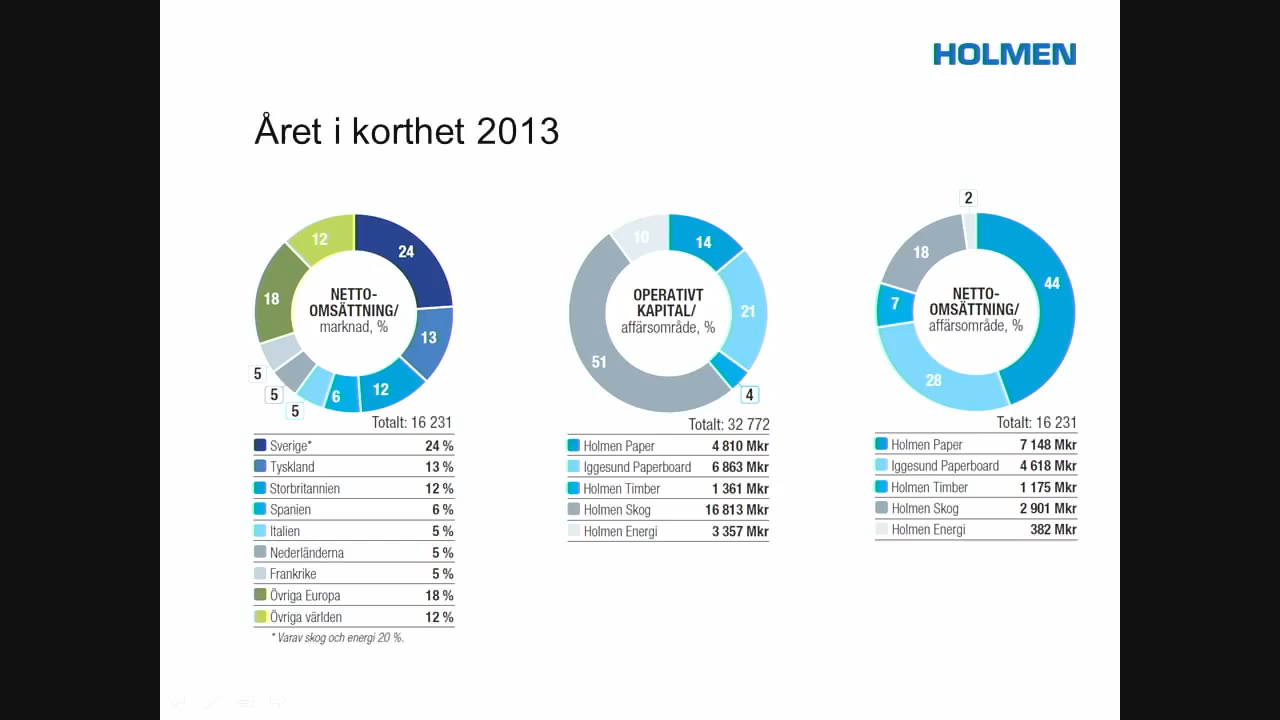 HOLMEN
Året i korthet 2013
24
13
12
6
5
5
5
18
12
NETTO-
OMSÄTTNING/
marknad, %
Totalt: 16 231
Sverige* 24 %
Tyskland 13 %
Storbritannien 12 %
Spanien 6 %
Italien 5 %
Nederländerna 5 %
Frankrike 5 %
Övriga Europa 18 %
Övriga världen 12 %
* Varav skog och energi 20 %.
14
21
4
51
10
OPERATIVT
KAPITAL/
affärsområde, %
Totalt: 32 772
Holmen Paper 4 810 Mkr
Iggesund Paperboard 6 863 Mkr
Holmen Timber 1 361 Mkr
Holmen Skog 16 813 Mkr
Holmen Energi 3 357 Mkr
2
44
28
7
18
NETTO-
OMSÄTTNING/
affärsområde, %
Totalt: 16 231
Holmen Paper 7 148 Mkr
Iggesund Paperboard 4 618 Mkr
Holmen Timber 1 175 Mkr
Holmen Skog 2 901 Mkr
Holmen Energi 382 Mkr